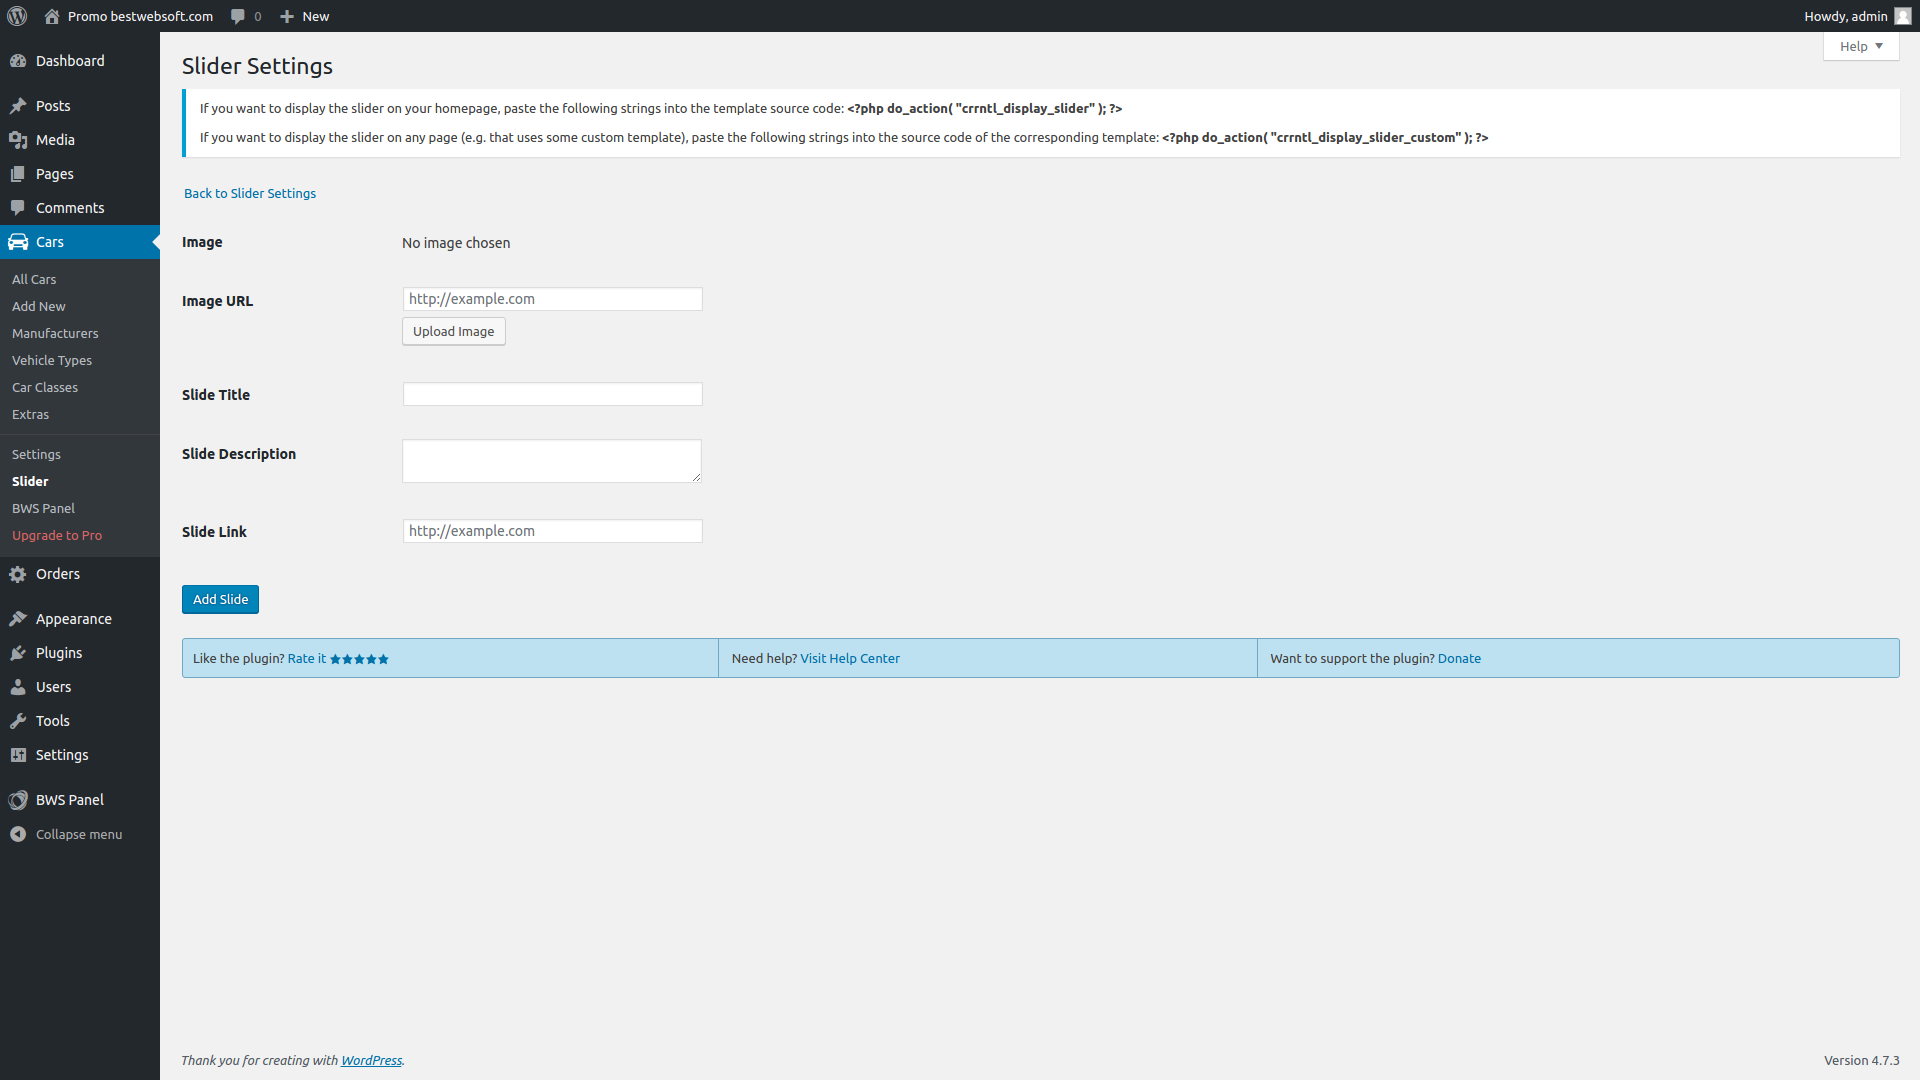 Promo bestwebsoft.com
0
New
Howdy, admin
Help
Dashboard
Posts
Media
Pages
Comments
Cars
All Cars
Add New
Manufacturers
Vehicle Types
Car Classes
Extras
Settings
Slider
BWS Panel
Upgrade to Pro
Orders
Appearance
Plugins
Users
Tools
Settings
BWS Panel
Collapse menu
Slider Settings
If you want to display the slider on your homepage, paste the following strings into the template source code: <?php do_action( "crrntl_display_slider" ); ?>
If you want to display the slider on any page (e.g. that uses some custom template), paste the following strings into the source code of the corresponding template: <?php do_action( "crrntl_display_slider_custom" ); ?>
Back to Slider Settings
Image
No image chosen
Image URL
http://example.com
Upload Image
Slide Title
Slide Description
Slide Link
http://example.com
Add Slide
Like the plugin? Rate it ★★★★★
Need help? Visit Help Center
Want to support the plugin? Donate
Thank you for creating with WordPress.
Version 4.7.3